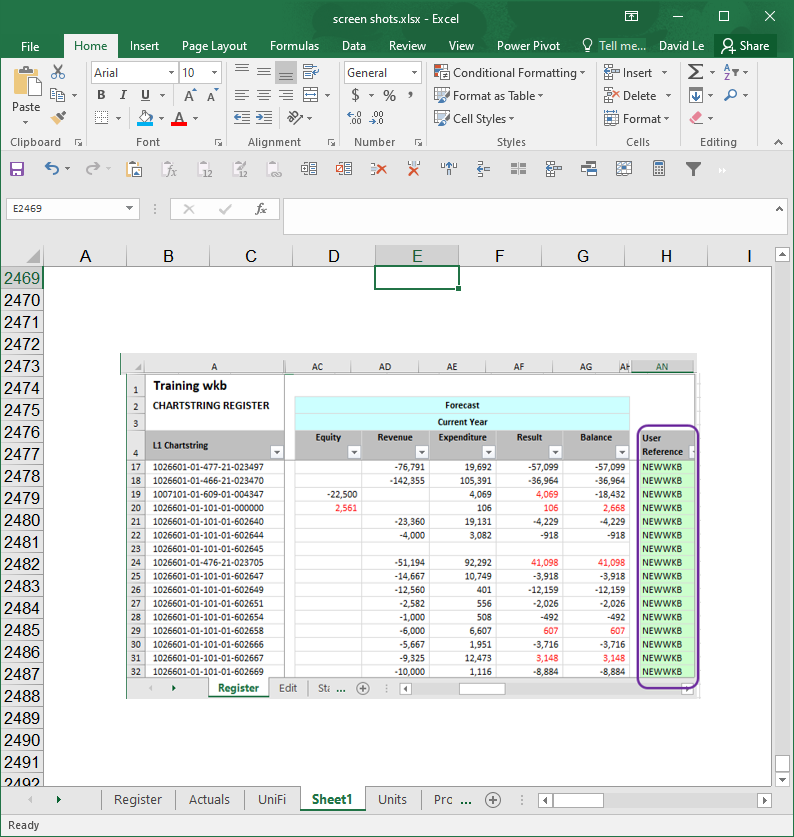 screen shots.xlsx - Excel
File Home Insert Page Layout Formulas Data Review View Power Pivot Tell me... David Le Share
Arial 10 General Conditional Formatting Insert
Paste B I U A A $ % , Format as Table Delete
A .00 .0 Cell Styles Format
Clipboard Font Alignment Number Styles Cells Editing
E2469 fx
A B C D E F G H I
2469
2470
2471
2472
2473
2474
2475
2476
2477
2478
2479
2480
2481
2482
2483
2484
2485
2486
2487
2488
2489
2490
2491
2492
A AC AD AE AF AG AH AN
1 Training wkb
2 CHARTSTRING REGISTER Forecast
3 Current Year
4 L1 Chartstring Equity Revenue Expenditure Result Balance User Reference
17 1026601-01-477-21-023497 -76,791 19,692 -57,099 -57,099 NEWWKB
18 1026601-01-466-21-023470 -142,355 105,391 -36,964 -36,964 NEWWKB
19 1007101-01-609-01-004347 -22,500 4,069 4,069 -18,432 NEWWKB
20 1026601-01-101-01-000000 2,561 106 106 2,668 NEWWKB
21 1026601-01-101-01-602640 -23,360 19,131 -4,229 -4,229 NEWWKB
22 1026601-01-101-01-602644 -4,000 3,082 -918 -918 NEWWKB
23 1026601-01-101-01-602645 NEWWKB
24 1026601-01-476-21-023705 -51,194 92,292 41,098 41,098 NEWWKB
25 1026601-01-101-01-602647 -14,667 10,749 -3,918 -3,918 NEWWKB
26 1026601-01-101-01-602649 -12,560 401 -12,159 -12,159 NEWWKB
27 1026601-01-101-01-602651 -2,582 556 -2,026 -2,026 NEWWKB
28 1026601-01-101-01-602654 -1,000 508 -492 -492 NEWWKB
29 1026601-01-101-01-602658 -6,000 6,607 607 607 NEWWKB
30 1026601-01-101-01-602666 -5,667 1,951 -3,716 -3,716 NEWWKB
31 1026601-01-101-01-602667 -9,325 12,473 3,148 3,148 NEWWKB
32 1026601-01-101-01-602669 -10,000 1,116 -8,884 -8,884 NEWWKB
Register Edit Sta ...
Register Actuals UniFi Sheet1 Units Pro ...
Ready